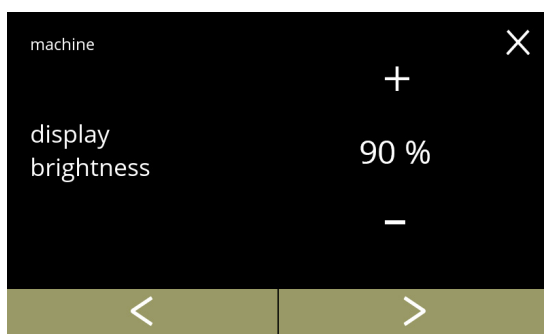 machine
+
display
brightness
90 %
-
< >